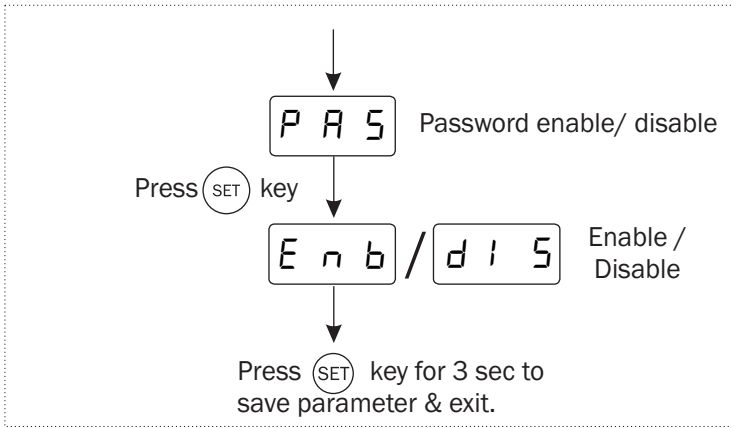 P A S
Password enable/ disable
Press SET key
E n b / d I S
Enable /
Disable
Press SET key for 3 sec to
save parameter & exit.